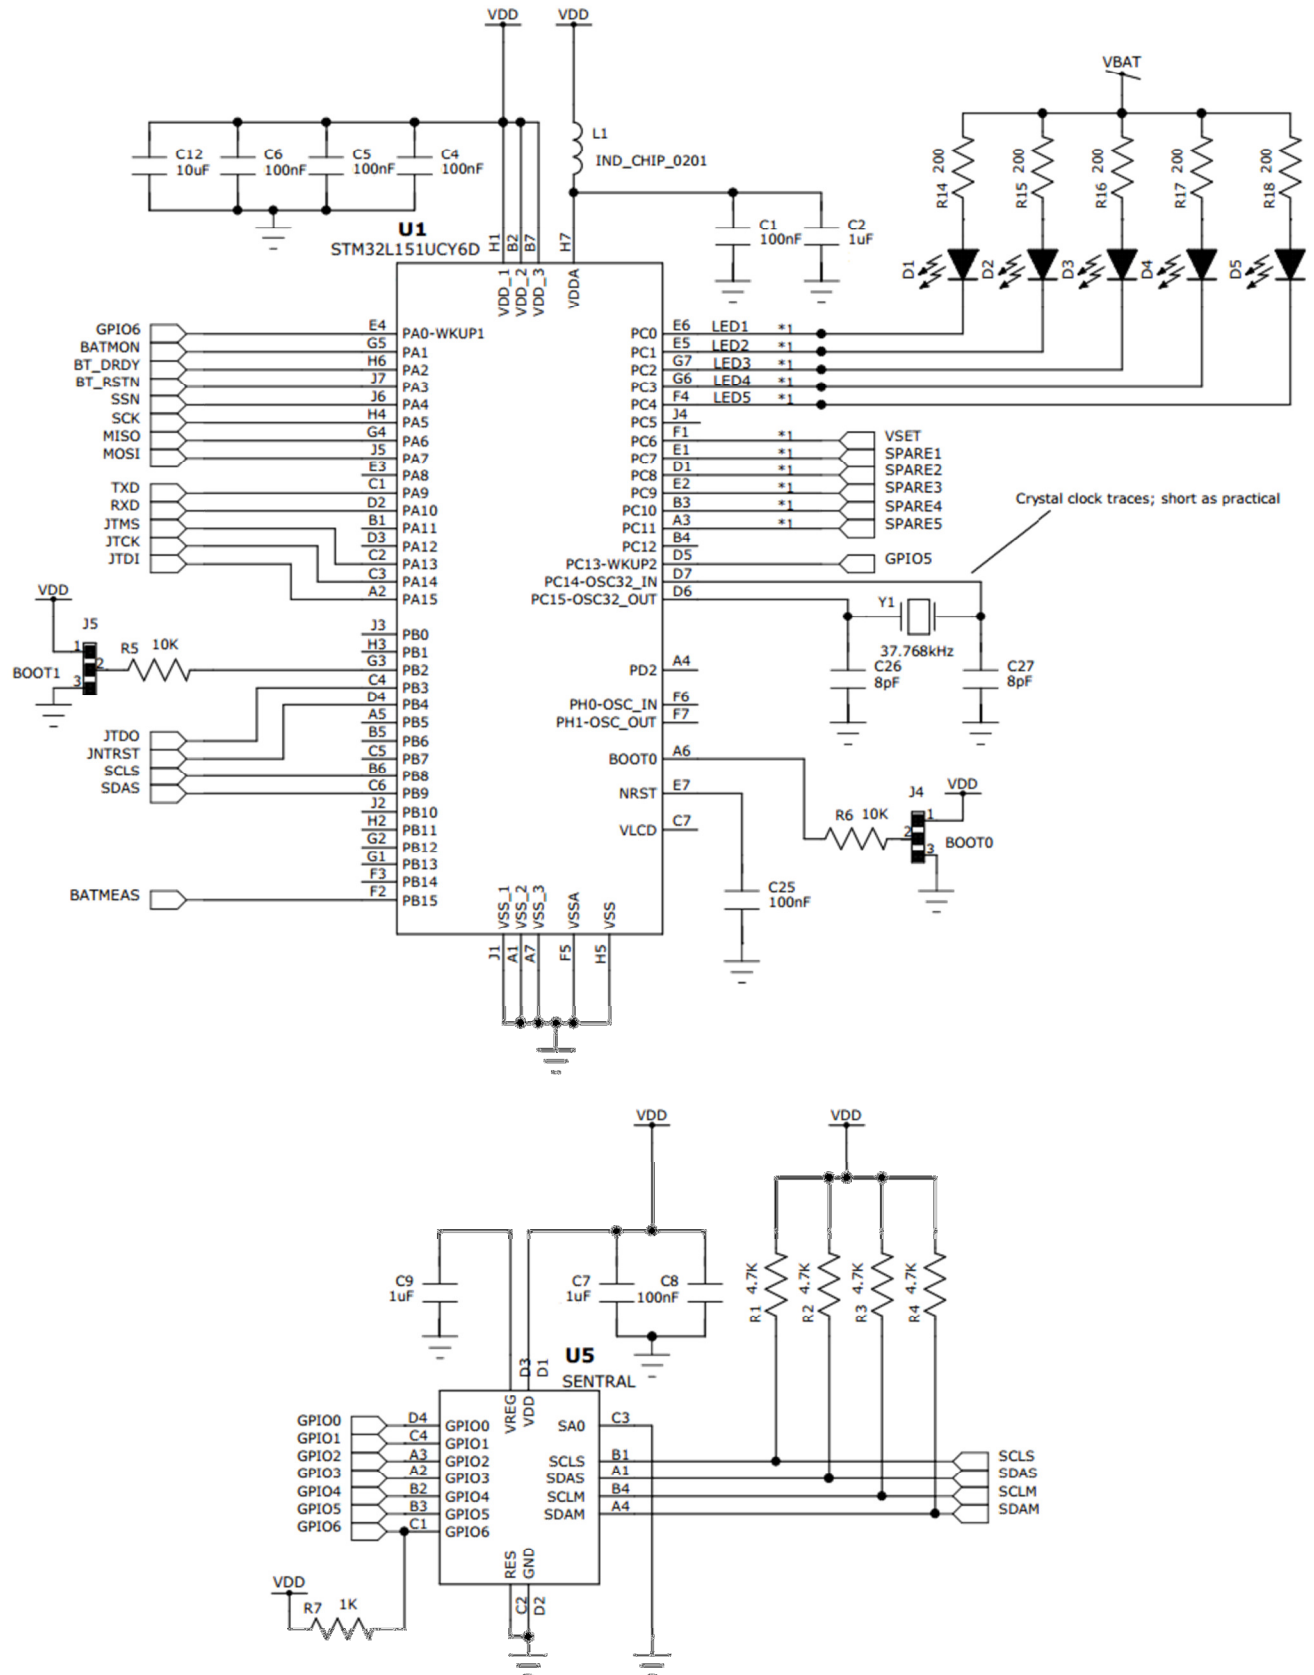 VDD VDD
VBAT
C12 10uF
C6 100nF
C5 100nF
C4 100nF
L1
IND_CHIP_0201
C1 100nF
C2 1uF
R14 200
R15 200
R16 200
R17 200
R18 200
D1 D2 D3 D4 D5
U1
STM32L151UCY6D
H1 B2 B7 H7
VDD_1 VDD_2 VDD_3 VDDA
GPIO6 E4 PA0-WKUP1
BATMON G5 PA1
BT_DRDY H6 PA2
BT_RSTN J7 PA3
SSN J6 PA4
SCK H4 PA5
MISO G4 PA6
MOSI J5 PA7
E3 PA8
TXD C1 PA9
RXD D2 PA10
JTMS B1 PA11
JTCK D3 PA12
JTDI C2 PA13
C3 PA14
A2 PA15
J3 PB0
H3 PB1
G3 PB2
C4 PB3
D4 PB4
A5 PB5
B5 PB6
C5 PB7
B6 PB8
C6 PB9
J2 PB10
H2 PB11
G2 PB12
G1 PB13
F3 PB14
F2 PB15
VDD
J5
1
2
3
BOOT1
R5 10K
JTDO
JNTRST
SCLS
SDAS
BATMEAS
PC0 E6 LED1 *1
PC1 E5 LED2 *1
PC2 G7 LED3 *1
PC3 G6 LED4 *1
PC4 F4 LED5 *1
PC5 J4
PC6 F1 *1 VSET
PC7 E1 *1 SPARE1
PC8 D1 *1 SPARE2
PC9 E2 *1 SPARE3
PC10 B3 *1 SPARE4
PC11 A3 *1 SPARE5
PC12 B4
PC13-WKUP2 D5 GPIO5
PC14-OSC32_IN D7
PC15-OSC32_OUT D6
Crystal clock traces; short as practical
Y1
37.768kHz
C26 8pF
C27 8pF
PD2 A4
PH0-OSC_IN F6
PH1-OSC_OUT F7
BOOT0 A6
NRST E7
VLCD C7
R6 10K
J4
VDD
1
2
3
BOOT0
C25 100nF
VSS_1 VSS_2 VSS_3 VSSA VSS
J1 A1 A7 F5 H5
VDD VDD
C9 1uF
C7 1uF
C8 100nF
R1 4.7K
R2 4.7K
R3 4.7K
R4 4.7K
U5
SENTRAL
D3 D1
VREG VDD
GPIO0 D4 GPIO0
GPIO1 C4 GPIO1
GPIO2 A3 GPIO2
GPIO3 A2 GPIO3
GPIO4 B2 GPIO4
GPIO5 B3 GPIO5
GPIO6 C1 GPIO6
SA0 C3
SCLS B1 SCLS
SDAS A1 SDAS
SCLM B4 SCLM
SDAM A4 SDAM
RES GND
C2 D2
VDD
R7 1K